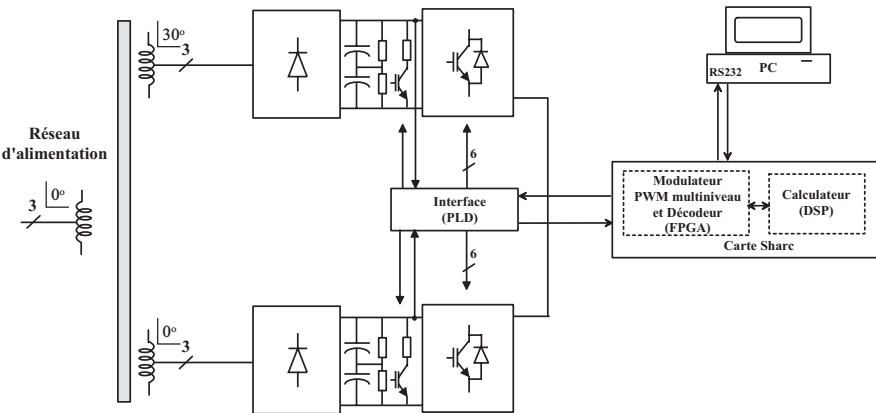 30°
3
Réseau
d'alimentation
0°
3
6
Interface
(PLD)
6
0°
3
RS232
PC
Modulateur
PWM multiniveau
et Décodeur
(FPGA)
Calculateur
(DSP)
Carte Sharc